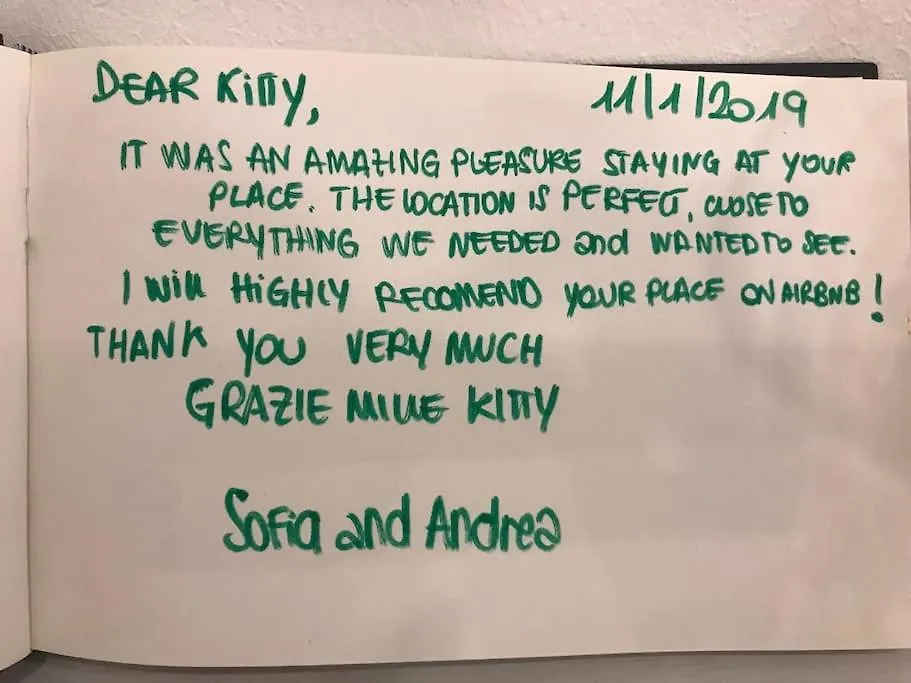 DEAR KITTY, 11/1/2019
IT WAS AN AMAZING PLEASURE STAYING AT YOUR
PLACE. THE LOCATION IS PERFECT, CLOSE TO
EVERYTHING WE NEEDED and WANTED TO SEE.
I Will HiGHLY RECOMEND YOUR PLACE ON AIRBNB!
THANK YOU VERY MUCH
GRAZIE MILLE KITTY
Sofia and Andrea